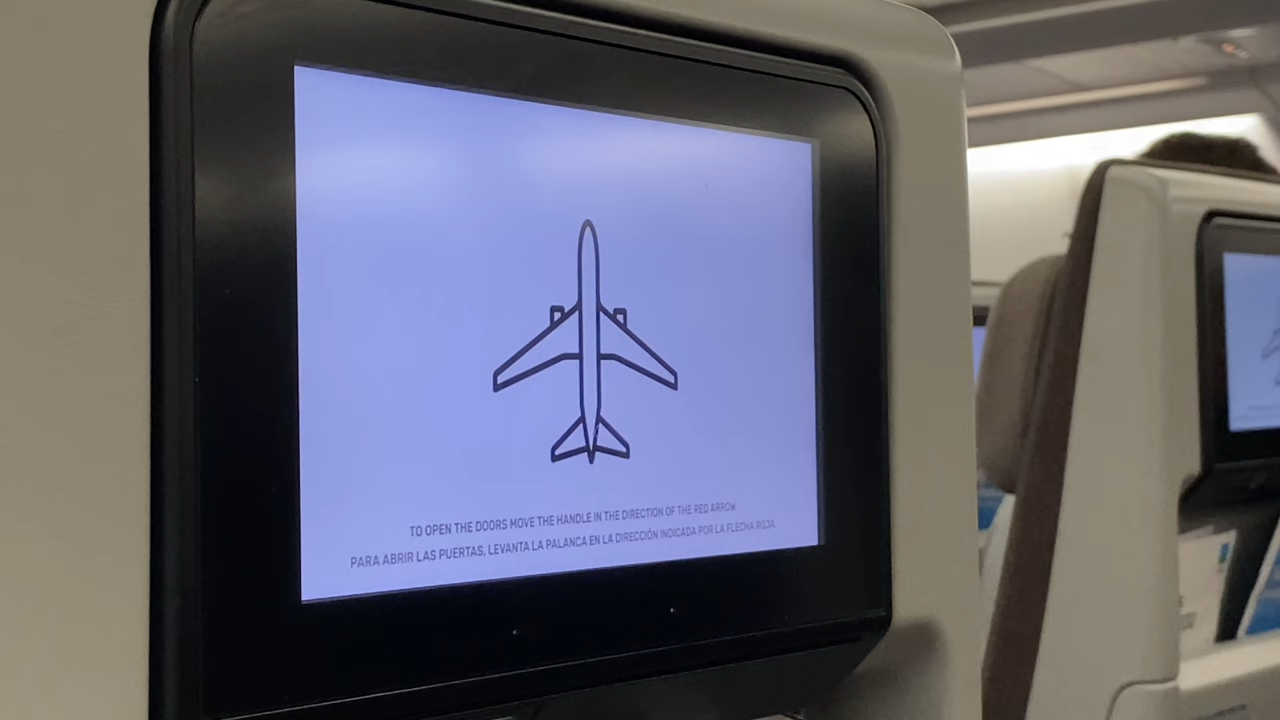 TO OPEN THE DOORS MOVE THE HANDLE IN THE DIRECTION OF THE RED ARROW.
PARA ABRIR LAS PUERTAS, LEVANTA LA PALANCA EN LA DIRECCIÓN INDICADA POR LA FLECHA ROJA.